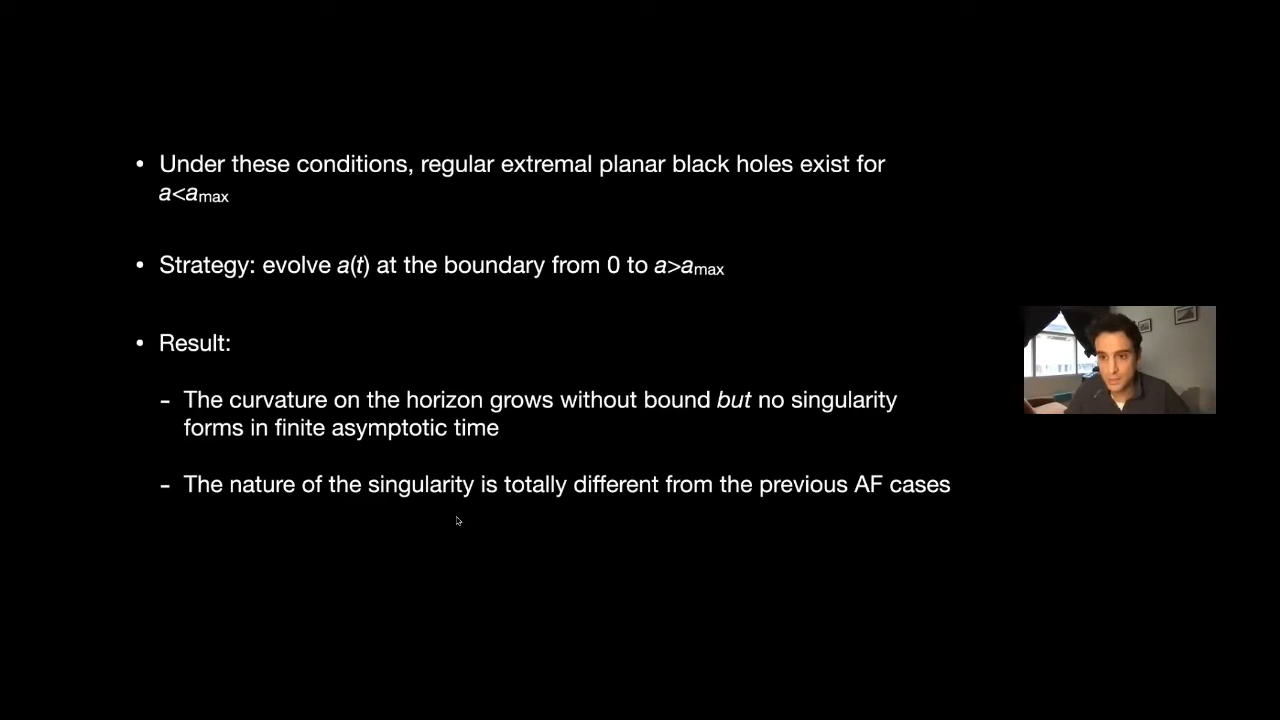 • Under these conditions, regular extremal planar black holes exist for
a<amax
• Strategy: evolve a(t) at the boundary from 0 to a>amax
• Result:
- The curvature on the horizon grows without bound but no singularity
forms in finite asymptotic time
- The nature of the singularity is totally different from the previous AF cases